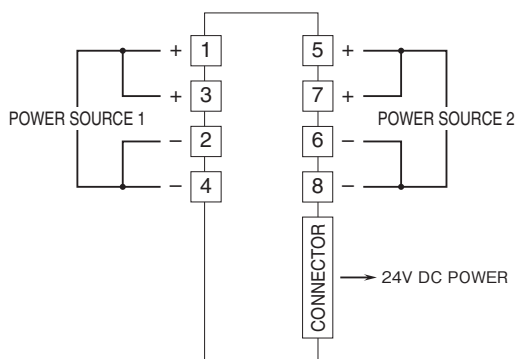 + 1 5 +
+ 3 7 +
POWER SOURCE 1 POWER SOURCE 2
− 2 6 −
− 4 8 −
CONNECTOR
24V DC POWER